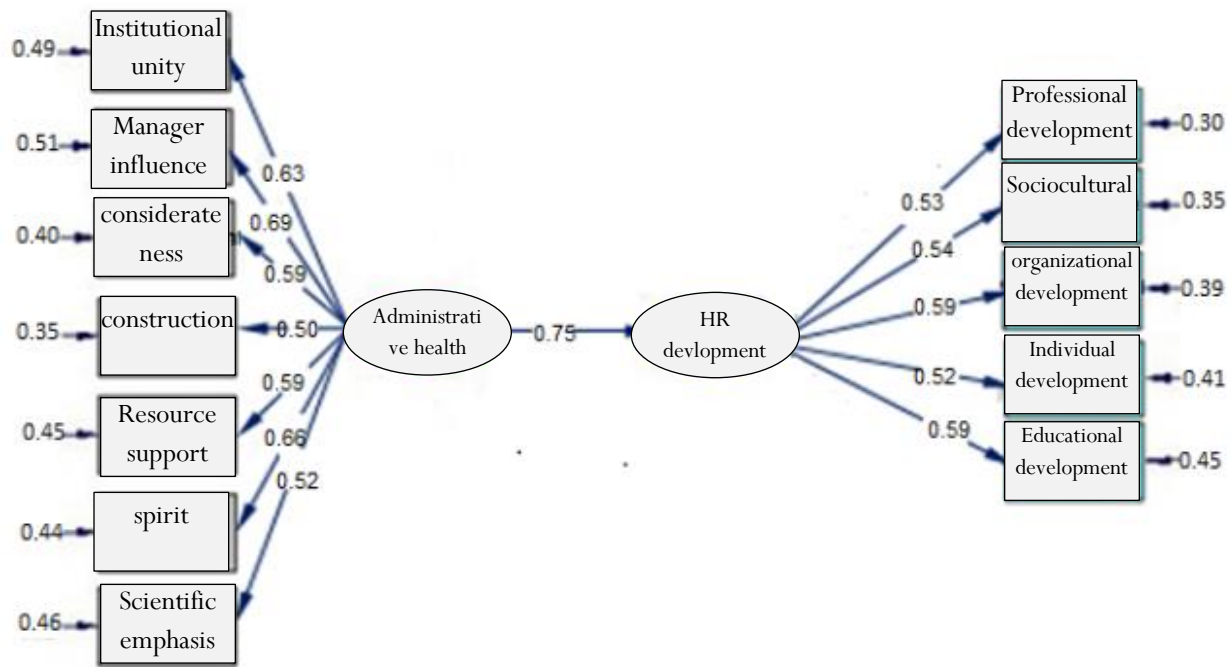 Institutional
unity
0.49
Manager
influence
0.51
considerate
ness
0.40
construction
0.35
Resource
support
0.45
spirit
0.44
Scientific
emphasis
0.46
0.63
0.69
0.59
0.50
0.59
0.66
0.52
Administrati
ve health
0.75
HR
devlopment
0.53
0.54
0.59
0.52
0.59
Professional
development
0.30
Sociocultural
0.35
organizational
development
0.39
Individual
development
0.41
Educational
development
0.45